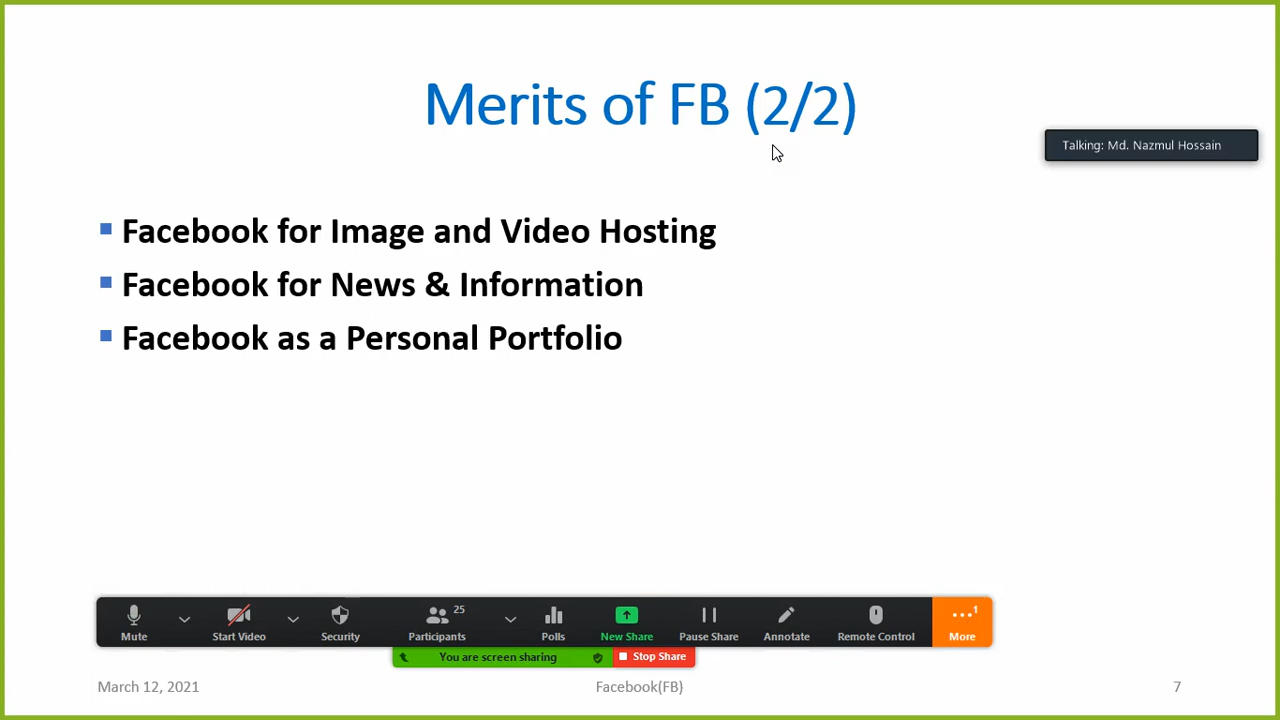 Merits of FB (2/2)
Talking: Md. Nazmul Hossain
Facebook for Image and Video Hosting
Facebook for News & Information
Facebook as a Personal Portfolio
25
1
Mute
Start Video
Security
Participants
Polls
New Share
Pause Share
Annotate
Remote Control
More
You are screen sharing
Stop Share
March 12, 2021
Facebook(FB)
7